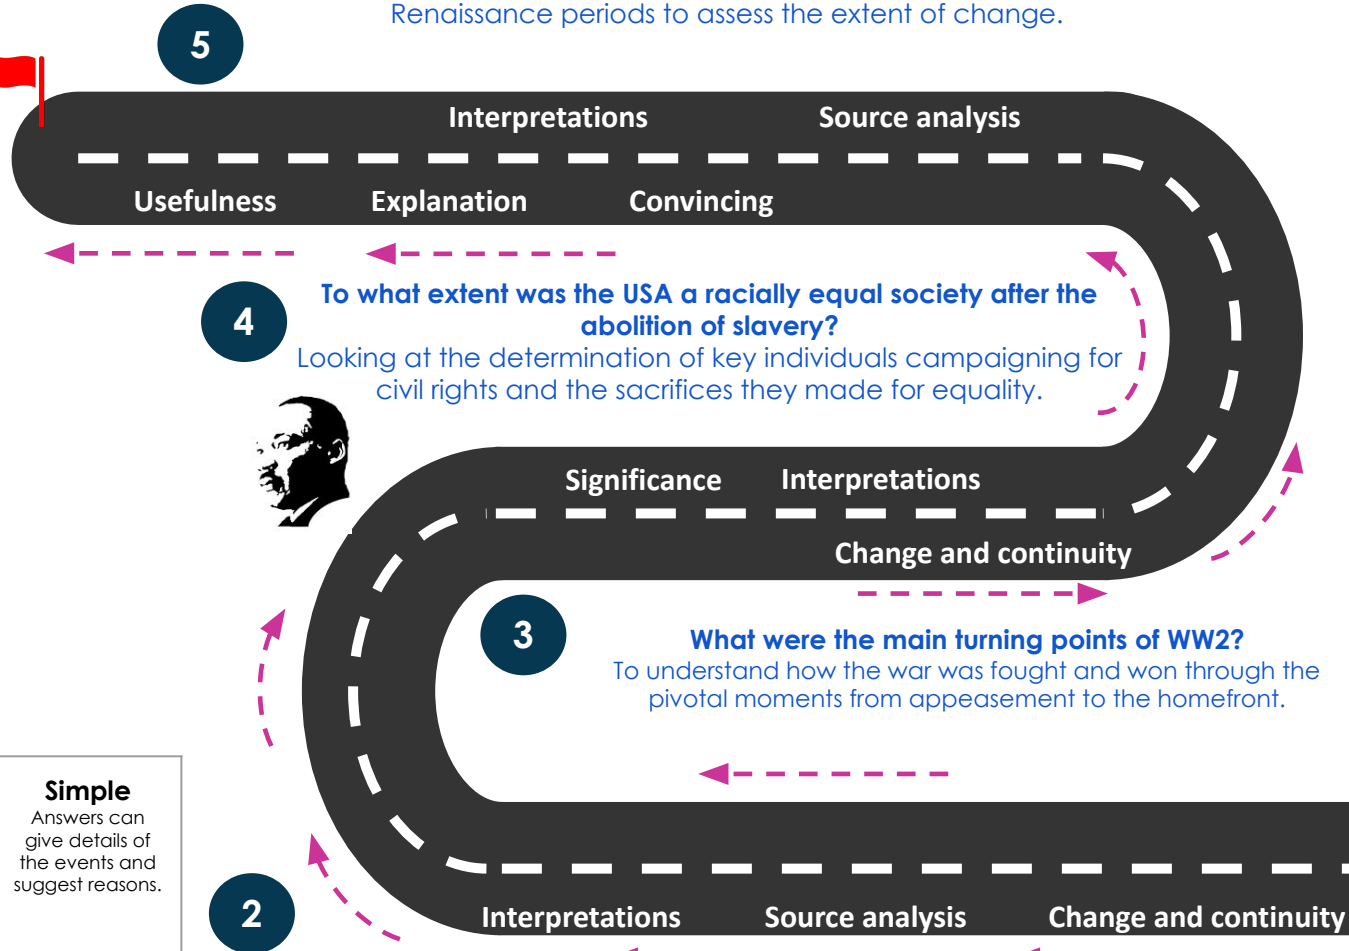 Renaissance periods to assess the extent of change.
5
Interpretations Source analysis
Usefulness Explanation Convincing
4
To what extent was the USA a racially equal society after the
abolition of slavery?
Looking at the determination of key individuals campaigning for
civil rights and the sacrifices they made for equality.
Significance Interpretations
Change and continuity
3
What were the main turning points of WW2?
To understand how the war was fought and won through the
pivotal moments from appeasement to the homefront.
Simple
Answers can
give details of
the events and
suggest reasons.
2
Interpretations Source analysis Change and continuity